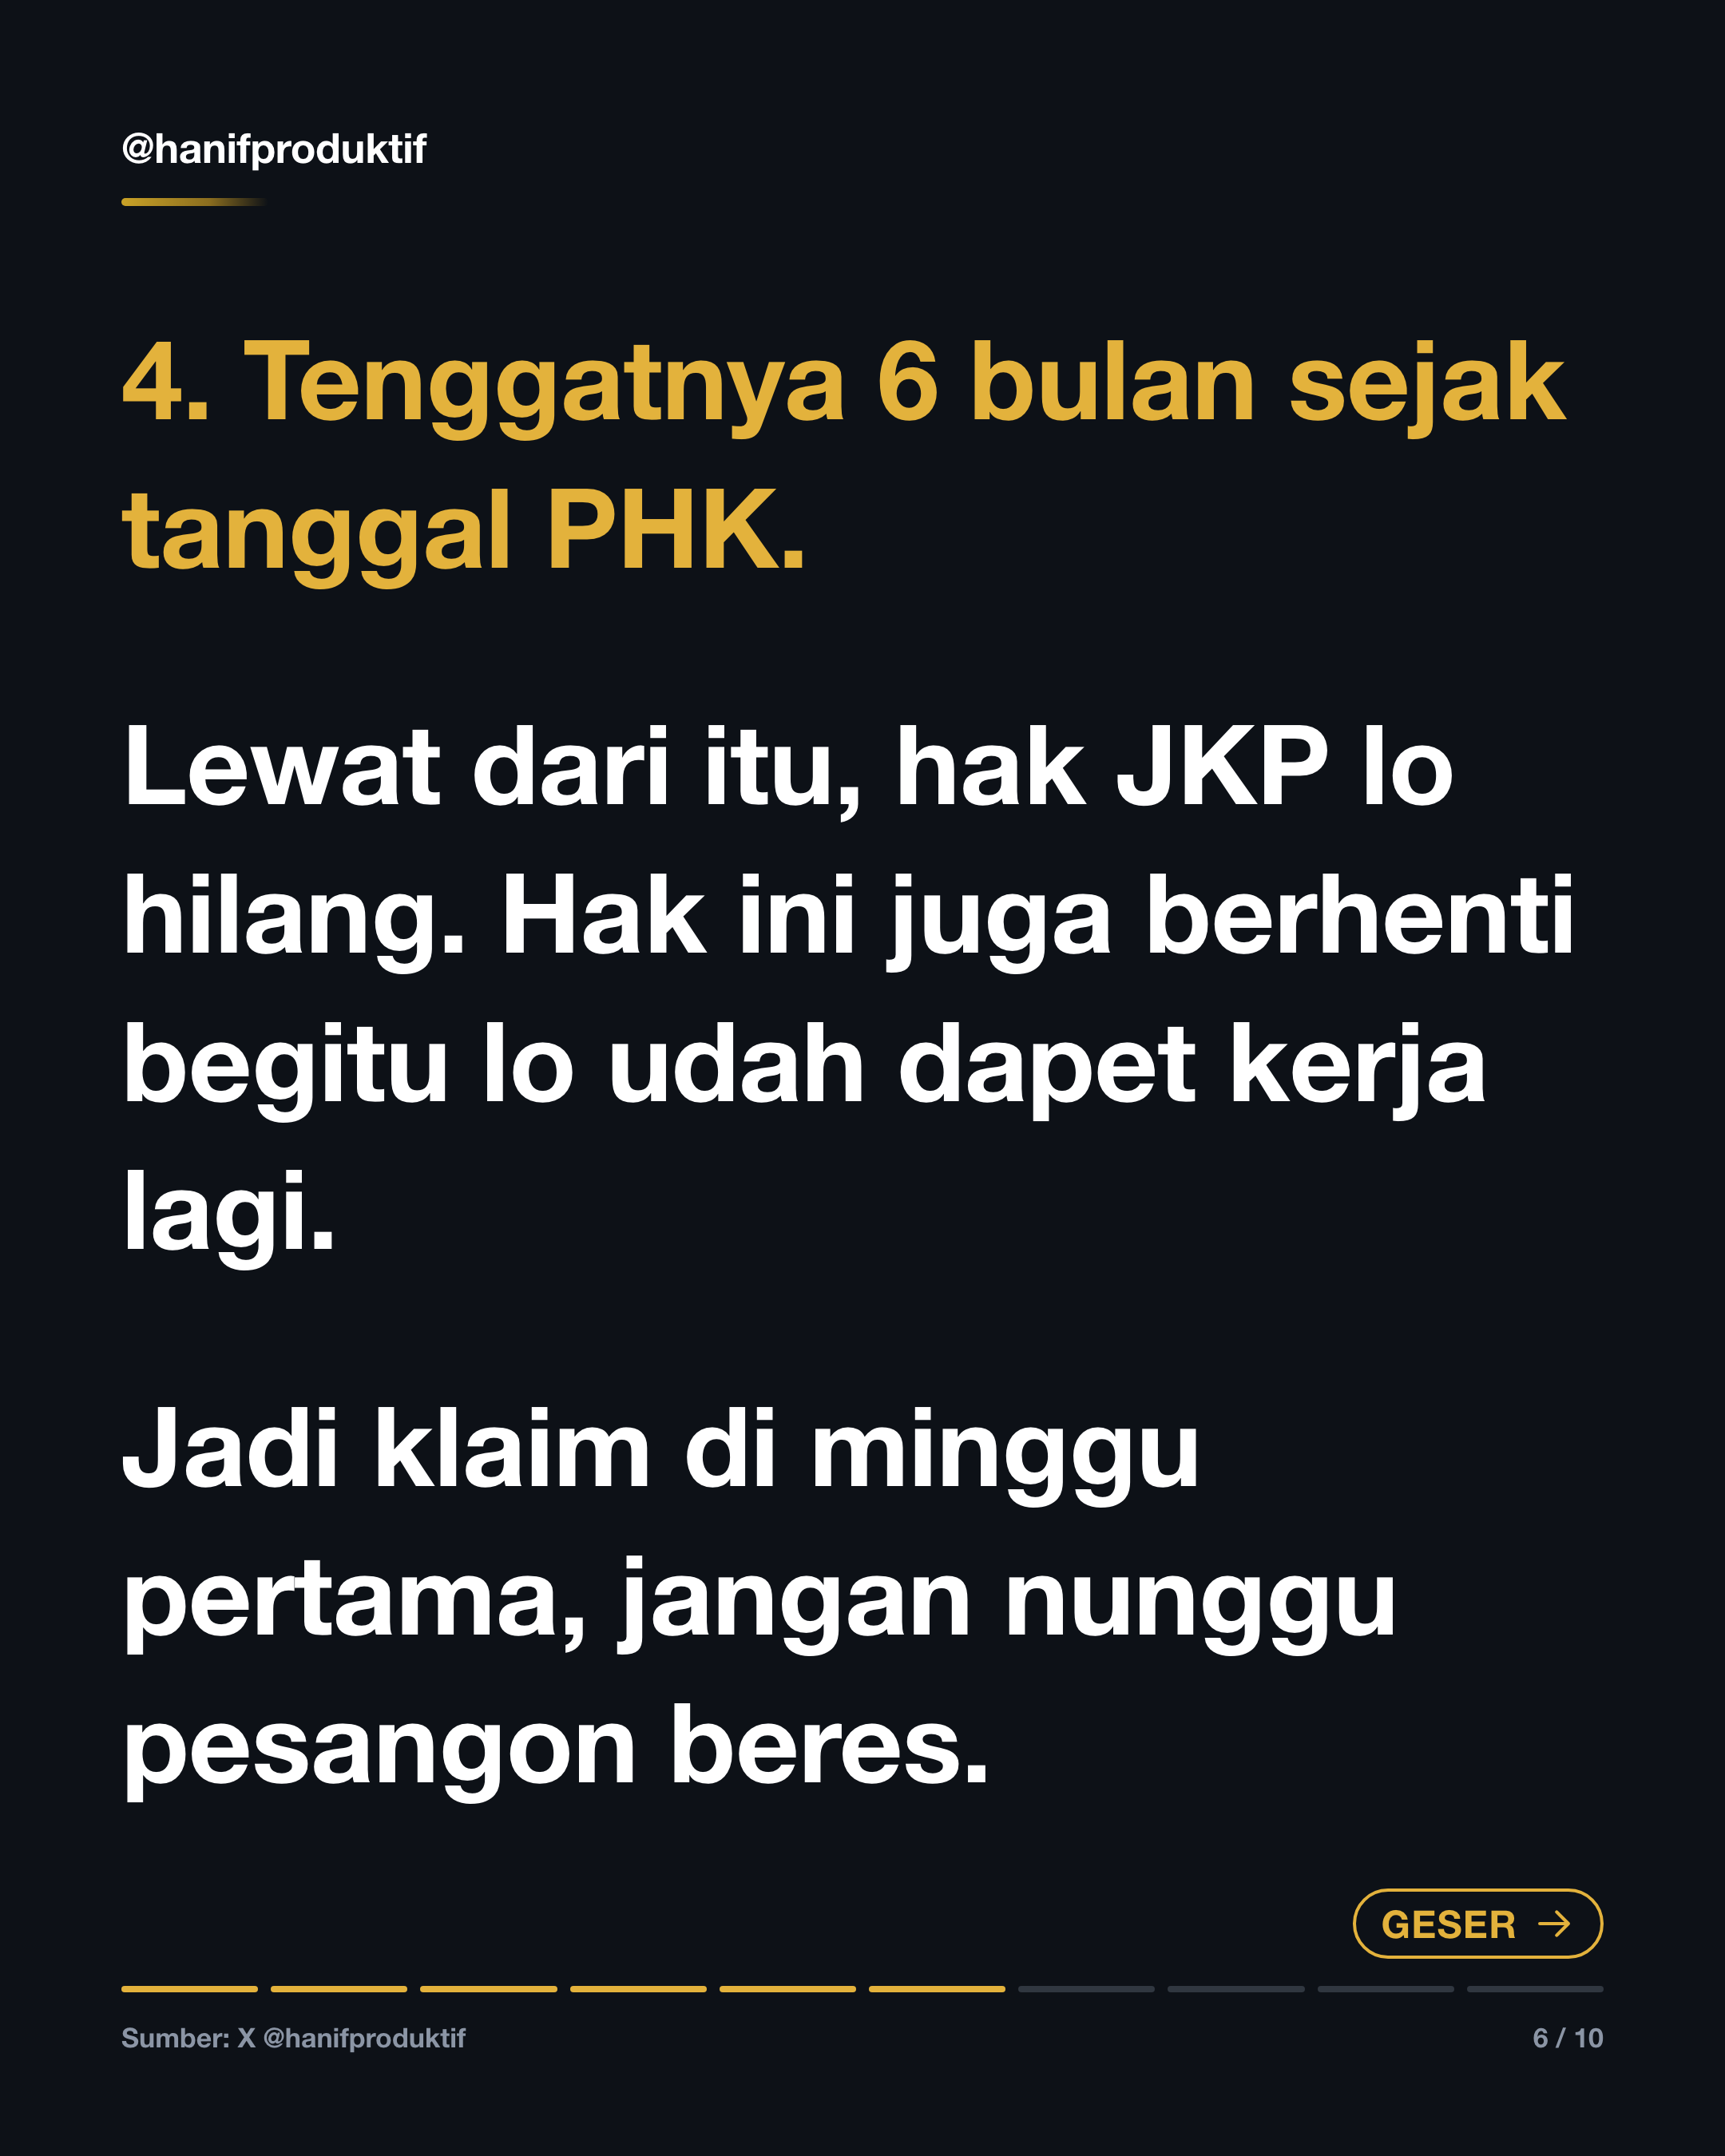 @hanifproduktif
4. Tenggatnya 6 bulan sejak
tanggal PHK.
Lewat dari itu, hak JKP lo
hilang. Hak ini juga berhenti
begitu lo udah dapet kerja
lagi.
Jadi klaim di minggu
pertama, jangan nunggu
pesangon beres.
GESER →
Sumber: X @hanifproduktif
6 / 10